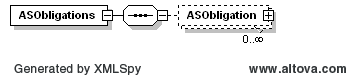 ASObligations ASObligation
0..∞
Generated by XMLSpy www.altova.com